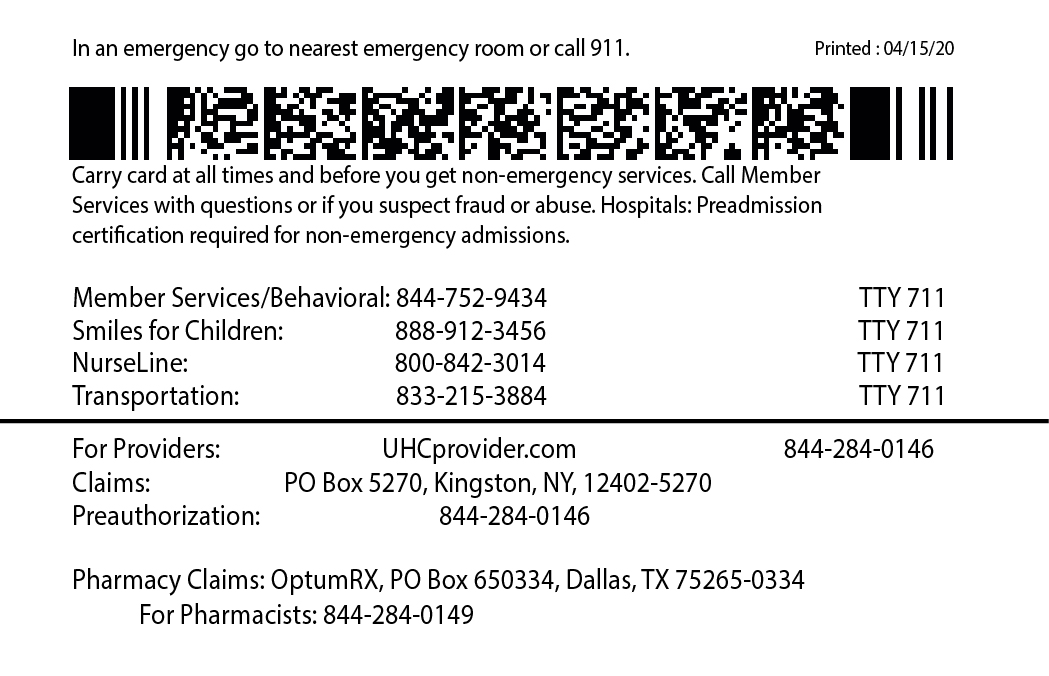 In an emergency go to nearest emergency room or call 911. Printed : 04/15/20
Carry card at all times and before you get non-emergency services. Call Member
Services with questions or if you suspect fraud or abuse. Hospitals: Preadmission
certification required for non-emergency admissions.
Member Services/Behavioral: 844-752-9434 TTY 711
Smiles for Children: 888-912-3456 TTY 711
NurseLine: 800-842-3014 TTY 711
Transportation: 833-215-3884 TTY 711
For Providers: UHCprovider.com 844-284-0146
Claims: PO Box 5270, Kingston, NY, 12402-5270
Preauthorization: 844-284-0146
Pharmacy Claims: OptumRX, PO Box 650334, Dallas, TX 75265-0334
For Pharmacists: 844-284-0149